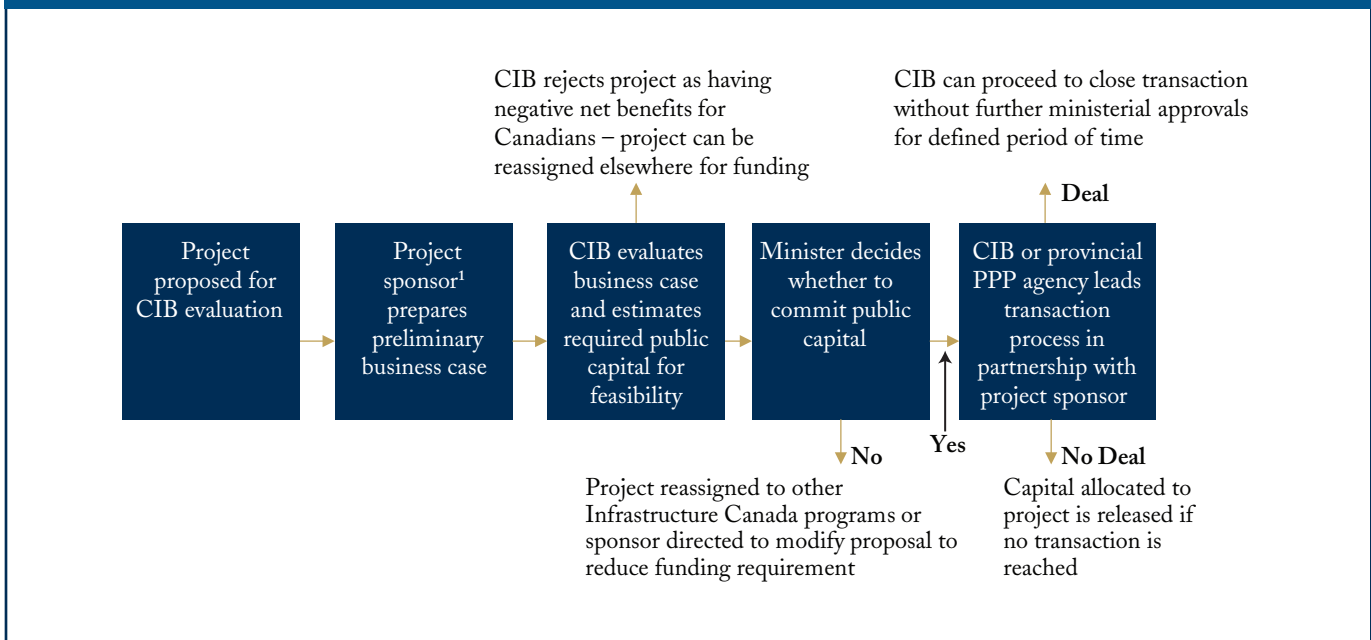 CIB rejects project as having
negative net benefits for
Canadians – project can be
reassigned elsewhere for funding
CIB can proceed to close transaction
without further ministerial approvals
for defined period of time
Deal
Project
proposed for
CIB evaluation
Project
sponsor¹
prepares
preliminary
business case
CIB evaluates
business case
and estimates
required public
capital for
feasibility
Minister decides
whether to
commit public
capital
CIB or provincial
PPP agency leads
transaction
process in
partnership with
project sponsor
No
Yes
No Deal
Project reassigned to other
Infrastructure Canada programs or
sponsor directed to modify proposal to
reduce funding requirement
Capital allocated to
project is released if
no transaction is
reached